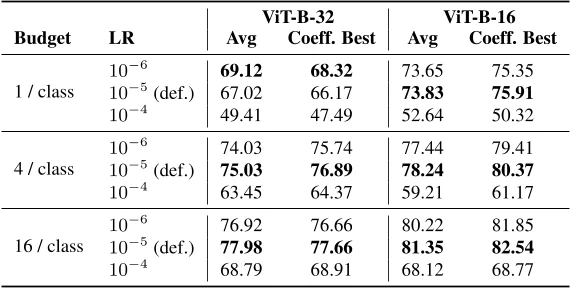 ViT-B-32 ViT-B-16
Budget LR Avg Coeff. Best Avg Coeff. Best
10⁻⁶ 69.12 68.32 73.65 75.35
1 / class 10⁻⁵ (def.) 67.02 66.17 73.83 75.91
10⁻⁴ 49.41 47.49 52.64 50.32
10⁻⁶ 74.03 75.74 77.44 79.41
4 / class 10⁻⁵ (def.) 75.03 76.89 78.24 80.37
10⁻⁴ 63.45 64.37 59.21 61.17
10⁻⁶ 76.92 76.66 80.22 81.85
16 / class 10⁻⁵ (def.) 77.98 77.66 81.35 82.54
10⁻⁴ 68.79 68.91 68.12 68.77